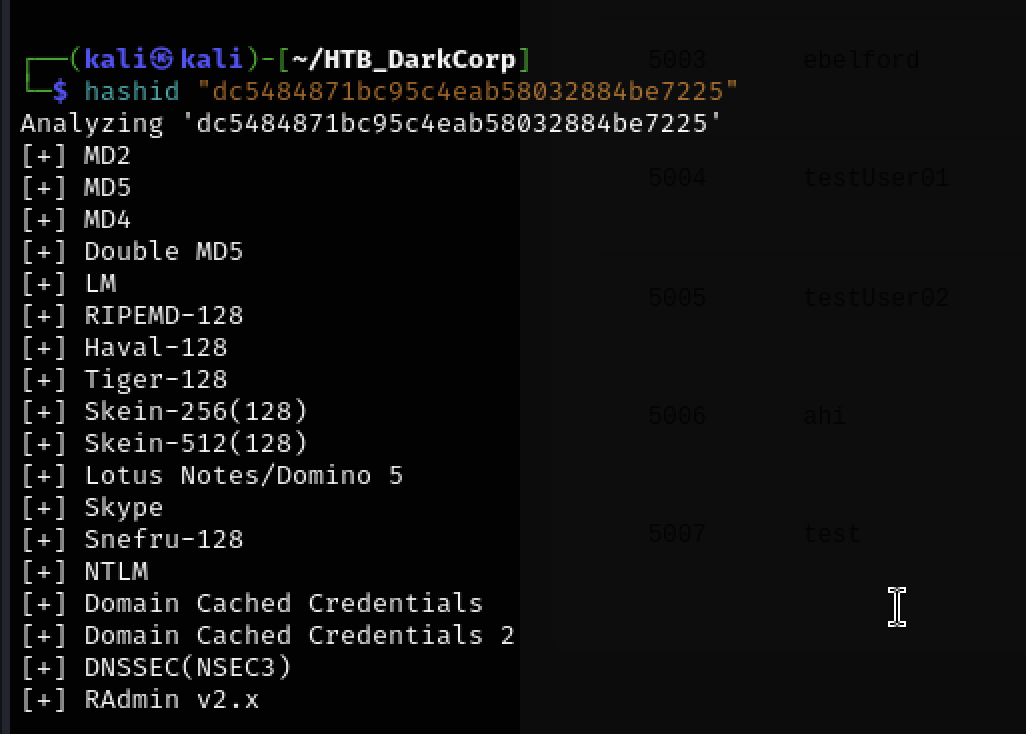 ┌──(kali㉿kali)-[~/HTB_DarkCorp]
└─$ hashid "dc5484871bc95c4eab58032884be7225"
Analyzing 'dc5484871bc95c4eab58032884be7225'
[+] MD2
[+] MD5
[+] MD4
[+] Double MD5
[+] LM
[+] RIPEMD-128
[+] Haval-128
[+] Tiger-128
[+] Skein-256(128)
[+] Skein-512(128)
[+] Lotus Notes/Domino 5
[+] Skype
[+] Snefru-128
[+] NTLM
[+] Domain Cached Credentials
[+] Domain Cached Credentials 2
[+] DNSSEC(NSEC3)
[+] RAdmin v2.x
5003 ebelford
5004 testUser01
5005 testUser02
5006 ahi
5007 test